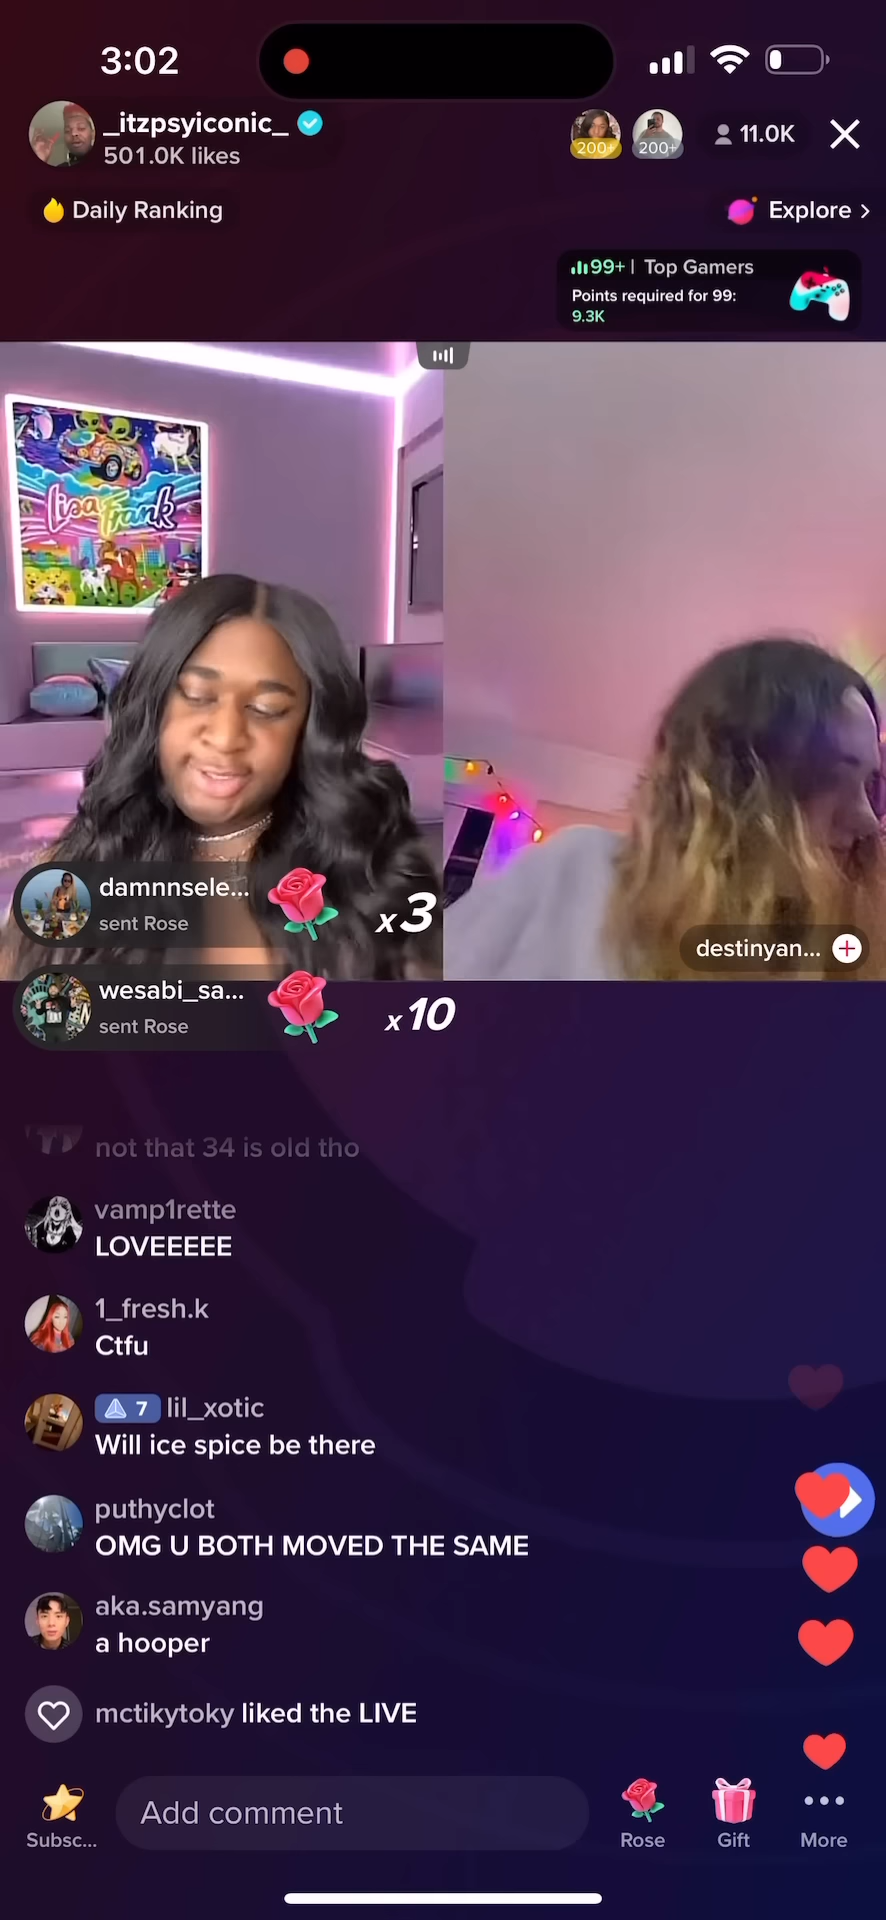 3:02
_itzpsyiconic_
501.0K likes
200+
200+
11.0K
Daily Ranking
Explore >
99+ | Top Gamers
Points required for 99:
9.3K
Lisa Frank
damnnsele...
sent Rose
x3
destinyan...
wesabi_sa...
sent Rose
x10
not that 34 is old tho
vamp1rette
LOVEEEEE
1_fresh.k
Ctfu
7 lil_xotic
Will ice spice be there
puthyclot
OMG U BOTH MOVED THE SAME
aka.samyang
a hooper
mctikytoky liked the LIVE
Subsc...
Add comment
Rose
Gift
More